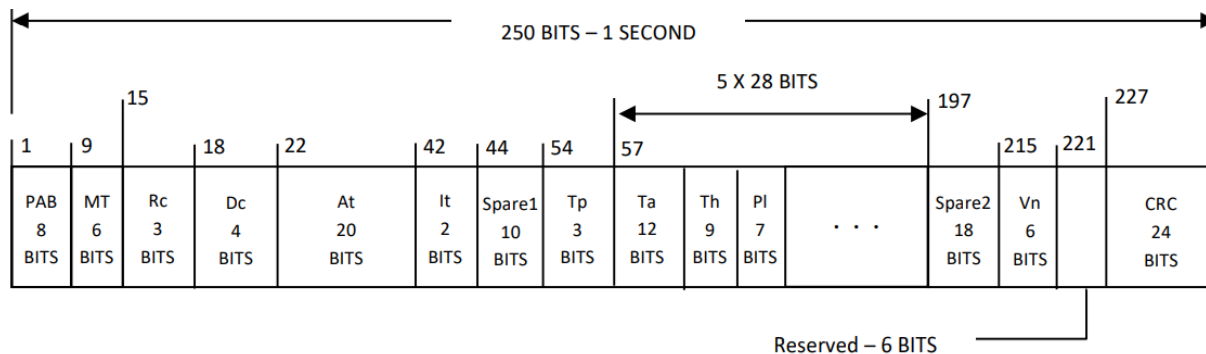 250 BITS – 1 SECOND
5 X 28 BITS
15
197
227
1
9
18
22
42
44
54
57
215
221
PAB
8
BITS
MT
6
BITS
Rc
3
BITS
Dc
4
BITS
At
20
BITS
It
2
BITS
Spare1
10
BITS
Tp
3
BITS
Ta
12
BITS
Th
9
BITS
Pl
7
BITS
. . .
Spare2
18
BITS
Vn
6
BITS
CRC
24
BITS
Reserved – 6 BITS